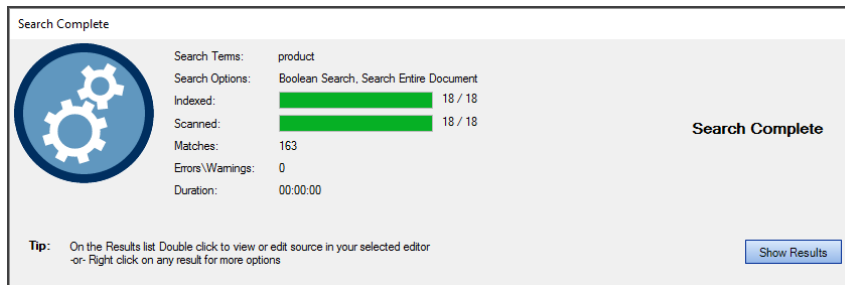 Search Complete
Search Terms: product
Search Options: Boolean Search, Search Entire Document
Indexed: 18 / 18
Scanned: 18 / 18
Matches: 163
Errors\Warnings: 0
Duration: 00:00:00
Search Complete
Tip: On the Results list Double click to view or edit source in your selected editor
-or- Right click on any result for more options
Show Results